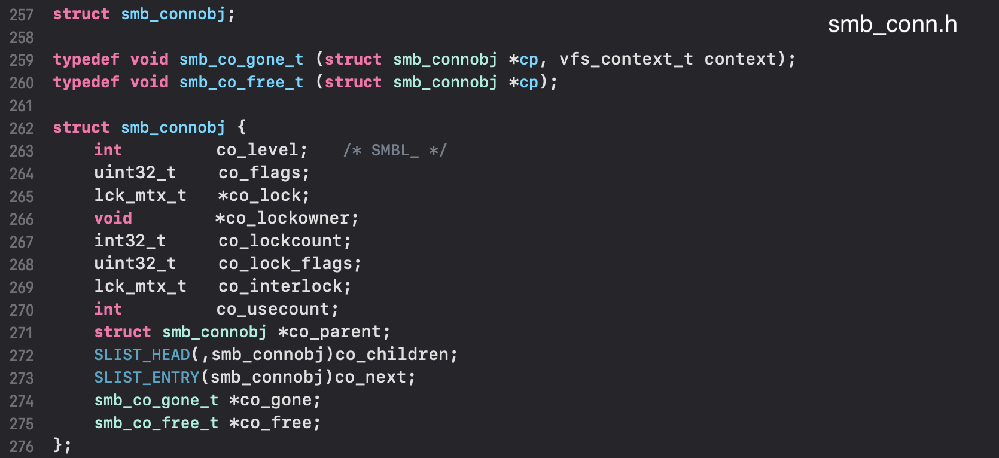 smb_conn.h
257 struct smb_connobj;
258
259 typedef void smb_co_gone_t (struct smb_connobj *cp, vfs_context_t context);
260 typedef void smb_co_free_t (struct smb_connobj *cp);
261
262 struct smb_connobj {
263     int         co_level;   /* SMBL_ */
264     uint32_t    co_flags;
265     lck_mtx_t   *co_lock;
266     void        *co_lockowner;
267     int32_t     co_lockcount;
268     uint32_t    co_lock_flags;
269     lck_mtx_t   co_interlock;
270     int         co_usecount;
271     struct smb_connobj *co_parent;
272     SLIST_HEAD(,smb_connobj)co_children;
273     SLIST_ENTRY(smb_connobj)co_next;
274     smb_co_gone_t *co_gone;
275     smb_co_free_t *co_free;
276 };